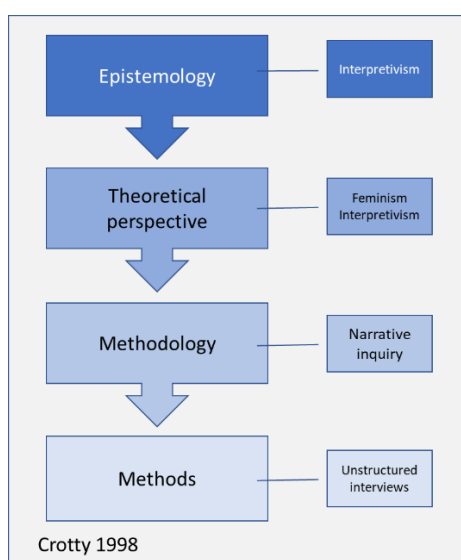 Epistemology
Interpretivism
Theoretical
perspective
Feminism
Interpretivism
Methodology
Narrative
inquiry
Methods
Unstructured
interviews
Crotty 1998